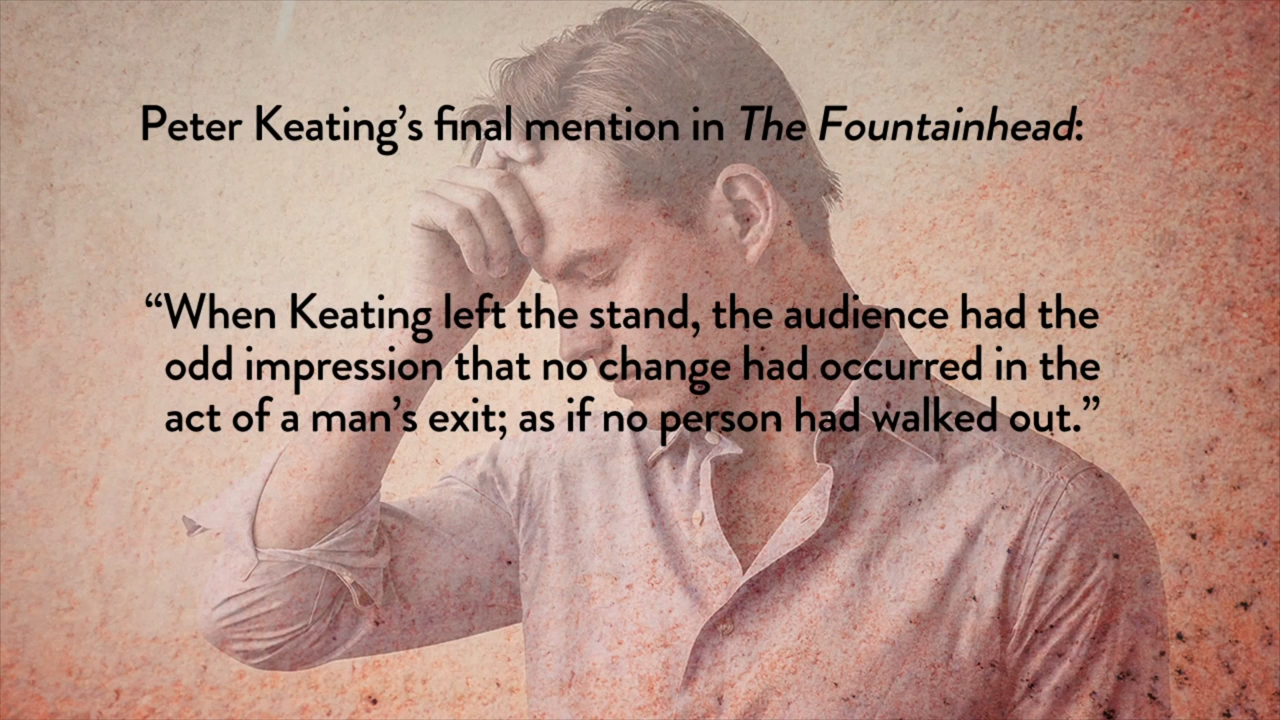 Peter Keating’s final mention in The Fountainhead:
“When Keating left the stand, the audience had the
odd impression that no change had occurred in the
act of a man’s exit; as if no person had walked out.”